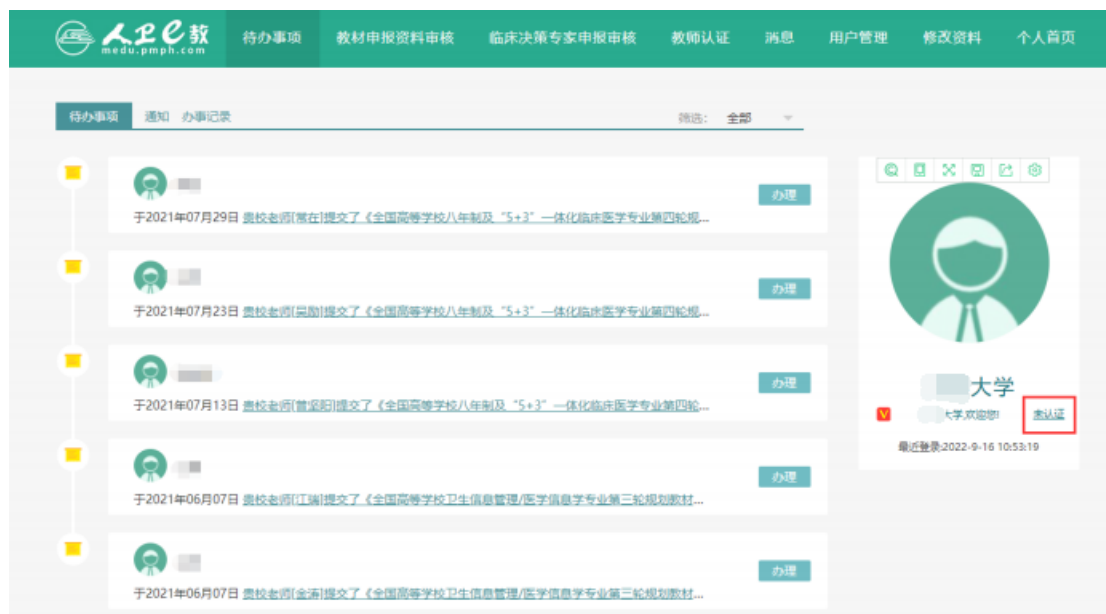 人卫e教 待办事项 教材申报资料审核 临床决策专家申报审核 教师认证 消息 用户管理 修改资料 个人首页
medu.pmph.com
待办事项 通知 办事记录 筛选: 全部
办理
于2021年07月29日 贵校老师[常在]提交了《全国高等学校八年制及“5+3”一体化临床医学专业第四轮规...
办理
于2021年07月23日 贵校老师[吴励]提交了《全国高等学校八年制及“5+3”一体化临床医学专业第四轮规...
办理
于2021年07月13日 贵校老师[曾坚阳]提交了《全国高等学校八年制及“5+3”一体化临床医学专业第四轮...
办理
于2021年06月07日 贵校老师[江瑞]提交了《全国高等学校卫生信息管理/医学信息学专业第三轮规划教材...
办理
于2021年06月07日 贵校老师[金涛]提交了《全国高等学校卫生信息管理/医学信息学专业第三轮规划教材...
大学
V 大学,欢迎您! 未认证
最近登录:2022-9-16 10:53:19